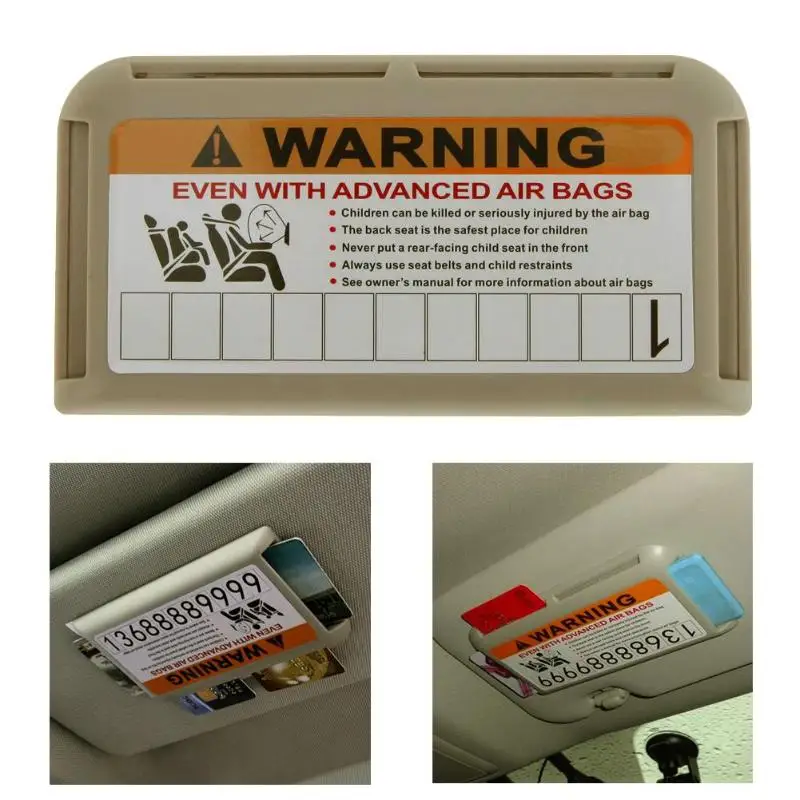 WARNING
EVEN WITH ADVANCED AIR BAGS
• Children can be killed or seriously injured by the air bag
• The back seat is the safest place for children
• Never put a rear-facing child seat in the front
• Always use seat belts and child restraints
• See owner's manual for more information about air bags
1
13688889999
EVEN WITH ADVANCED AIR BAGS
WARNING
WARNING
EVEN WITH ADVANCED AIR BAGS
13688889999